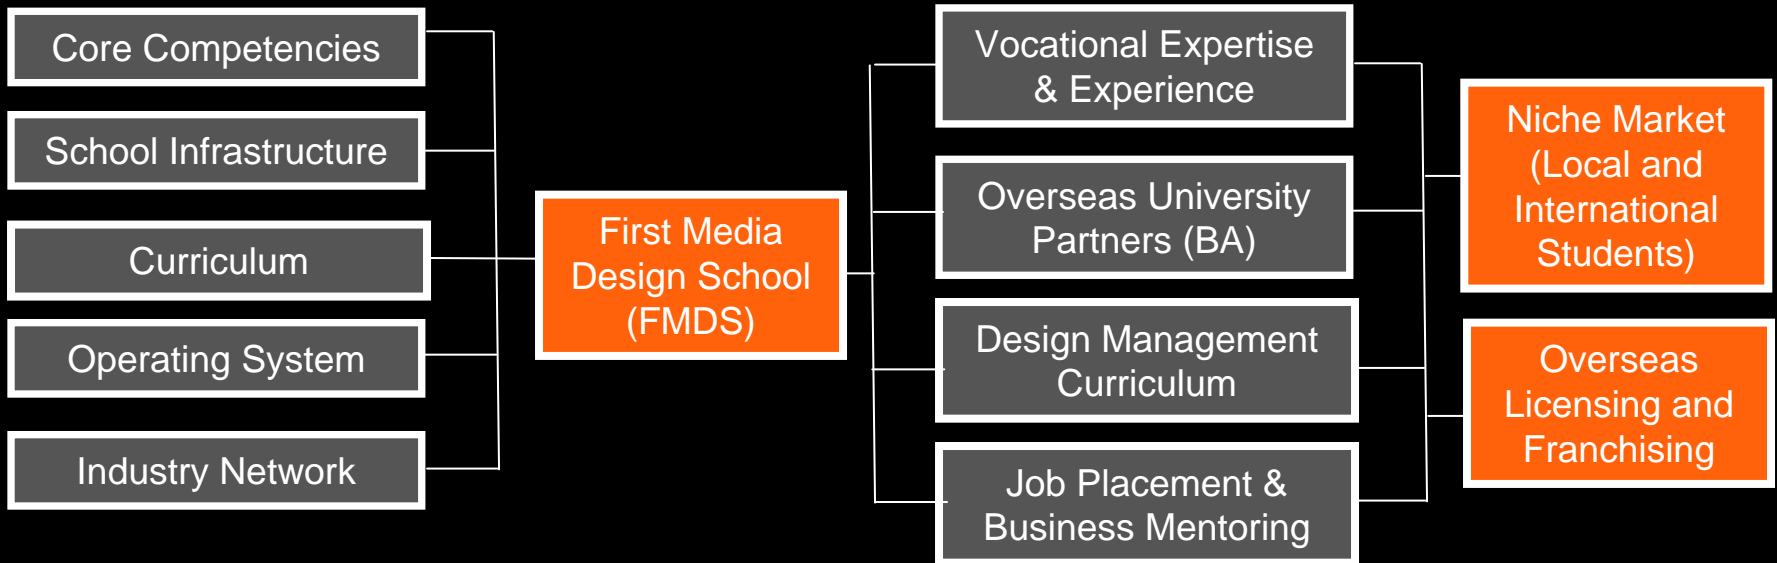 Core Competencies
School Infrastructure
Curriculum
Operating System
Industry Network
First Media
Design School
(FMDS)
Vocational Expertise
& Experience
Overseas University
Partners (BA)
Design Management
Curriculum
Job Placement &
Business Mentoring
Niche Market
(Local and
International
Students)
Overseas
Licensing and
Franchising